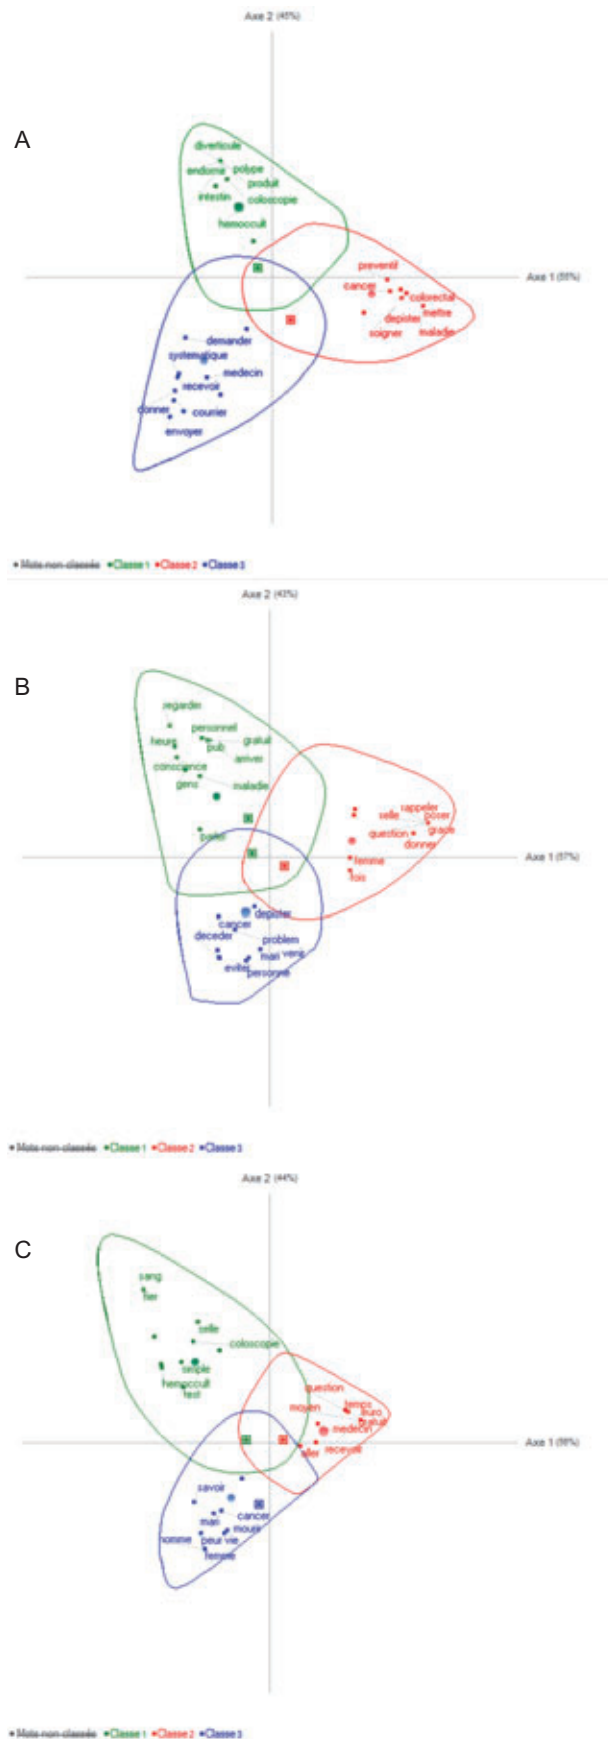 Axe 2 (45%)
A
diverticule
endome polype
produit
intestin coloscopie
hemoccult
preventif
Axe 1 (55%)
cancer colorectal
mettre
depister
soigner maladie
demander
systematique
medecin
recevoir
donner courrier
envoyer
• Mots non classés • Classe 1 • Classe 2 • Classe 3
Axe 2 (43%)
B
regarder
personnel
heure pub gratuit
arriver
conscience
gens maladie
parler
rappeler
selle poser
question grace
donner
Axe 1 (57%)
femme
fois
depister
cancer
deceder problem
mari vens
eviter
personne
• Mots non classés • Classe 1 • Classe 2 • Classe 3
Axe 2 (44%)
C
sang
hier
selle
coloscopie
simple
hemoccult
test
question
moyen temps
euro
gratuit
medecin
Axe 1 (56%)
aller recevoir
savoir
cancer
mari
mourir
homme peur vie
femme
• Mots non classés • Classe 1 • Classe 2 • Classe 3